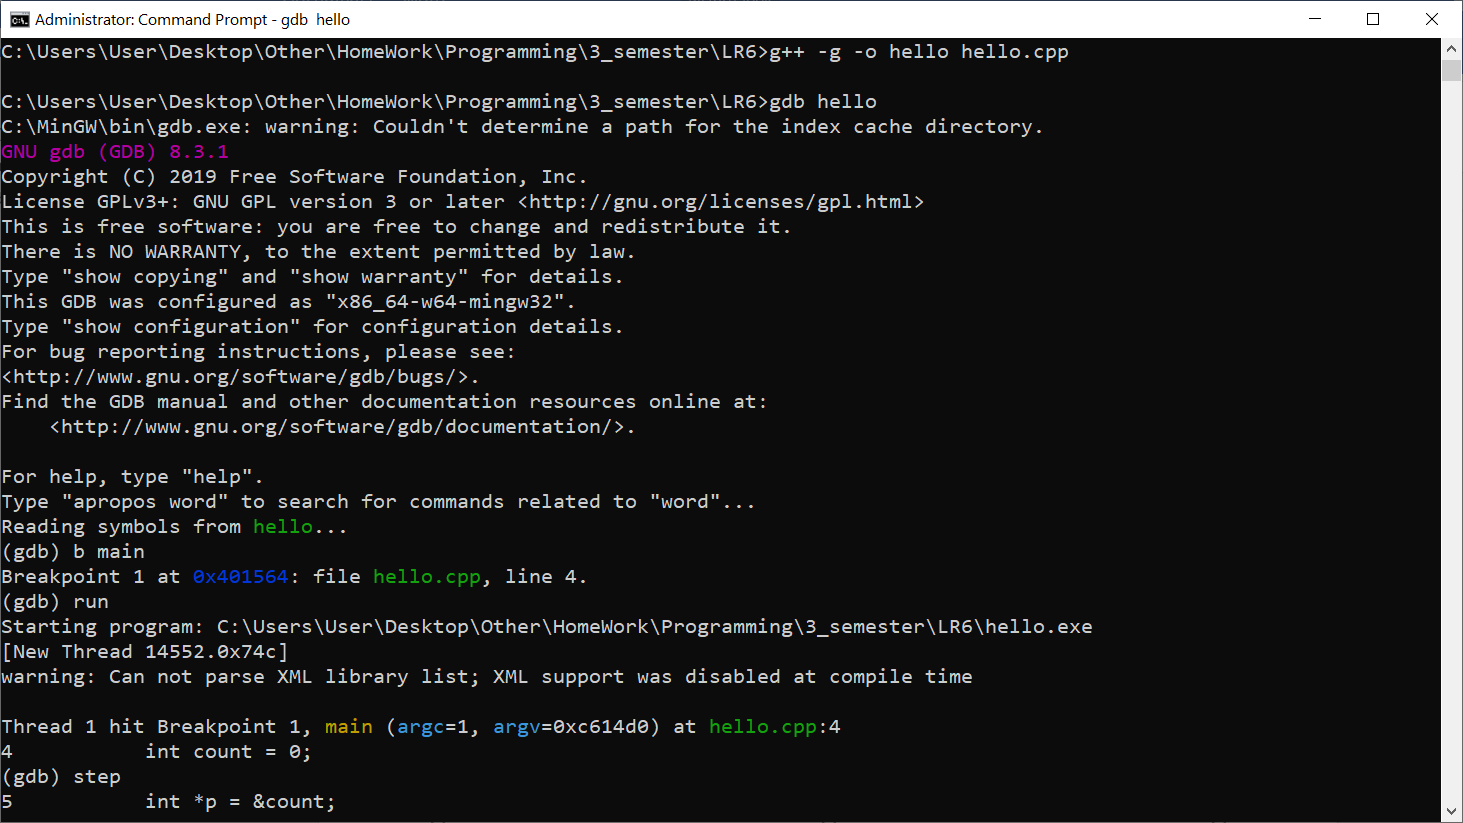 Administrator: Command Prompt - gdb  hello
C:\Users\User\Desktop\Other\HomeWork\Programming\3_semester\LR6>g++ -g -o hello hello.cpp
C:\Users\User\Desktop\Other\HomeWork\Programming\3_semester\LR6>gdb hello
C:\MinGW\bin\gdb.exe: warning: Couldn't determine a path for the index cache directory.
GNU gdb (GDB) 8.3.1
Copyright (C) 2019 Free Software Foundation, Inc.
License GPLv3+: GNU GPL version 3 or later <http://gnu.org/licenses/gpl.html>
This is free software: you are free to change and redistribute it.
There is NO WARRANTY, to the extent permitted by law.
Type "show copying" and "show warranty" for details.
This GDB was configured as "x86_64-w64-mingw32".
Type "show configuration" for configuration details.
For bug reporting instructions, please see:
<http://www.gnu.org/software/gdb/bugs/>.
Find the GDB manual and other documentation resources online at:
    <http://www.gnu.org/software/gdb/documentation/>.
For help, type "help".
Type "apropos word" to search for commands related to "word"...
Reading symbols from hello...
(gdb) b main
Breakpoint 1 at 0x401564: file hello.cpp, line 4.
(gdb) run
Starting program: C:\Users\User\Desktop\Other\HomeWork\Programming\3_semester\LR6\hello.exe
[New Thread 14552.0x74c]
warning: Can not parse XML library list; XML support was disabled at compile time
Thread 1 hit Breakpoint 1, main (argc=1, argv=0xc614d0) at hello.cpp:4
4           int count = 0;
(gdb) step
5           int *p = &count;